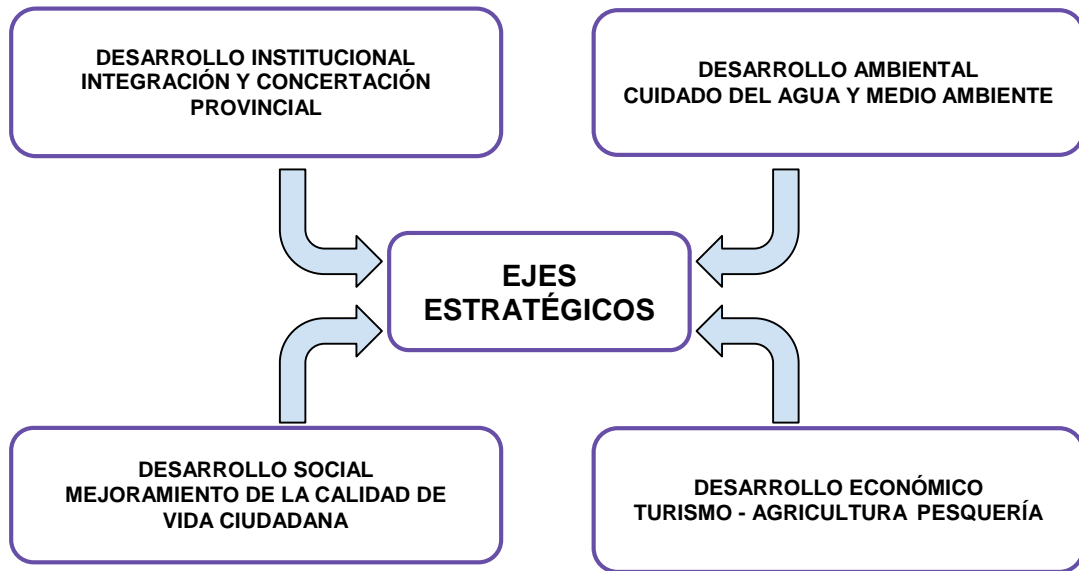 DESARROLLO INSTITUCIONAL
INTEGRACIÓN Y CONCERTACIÓN
PROVINCIAL
DESARROLLO AMBIENTAL
CUIDADO DEL AGUA Y MEDIO AMBIENTE
EJES
ESTRATÉGICOS
DESARROLLO SOCIAL
MEJORAMIENTO DE LA CALIDAD DE
VIDA CIUDADANA
DESARROLLO ECONÓMICO
TURISMO - AGRICULTURA PESQUERÍA